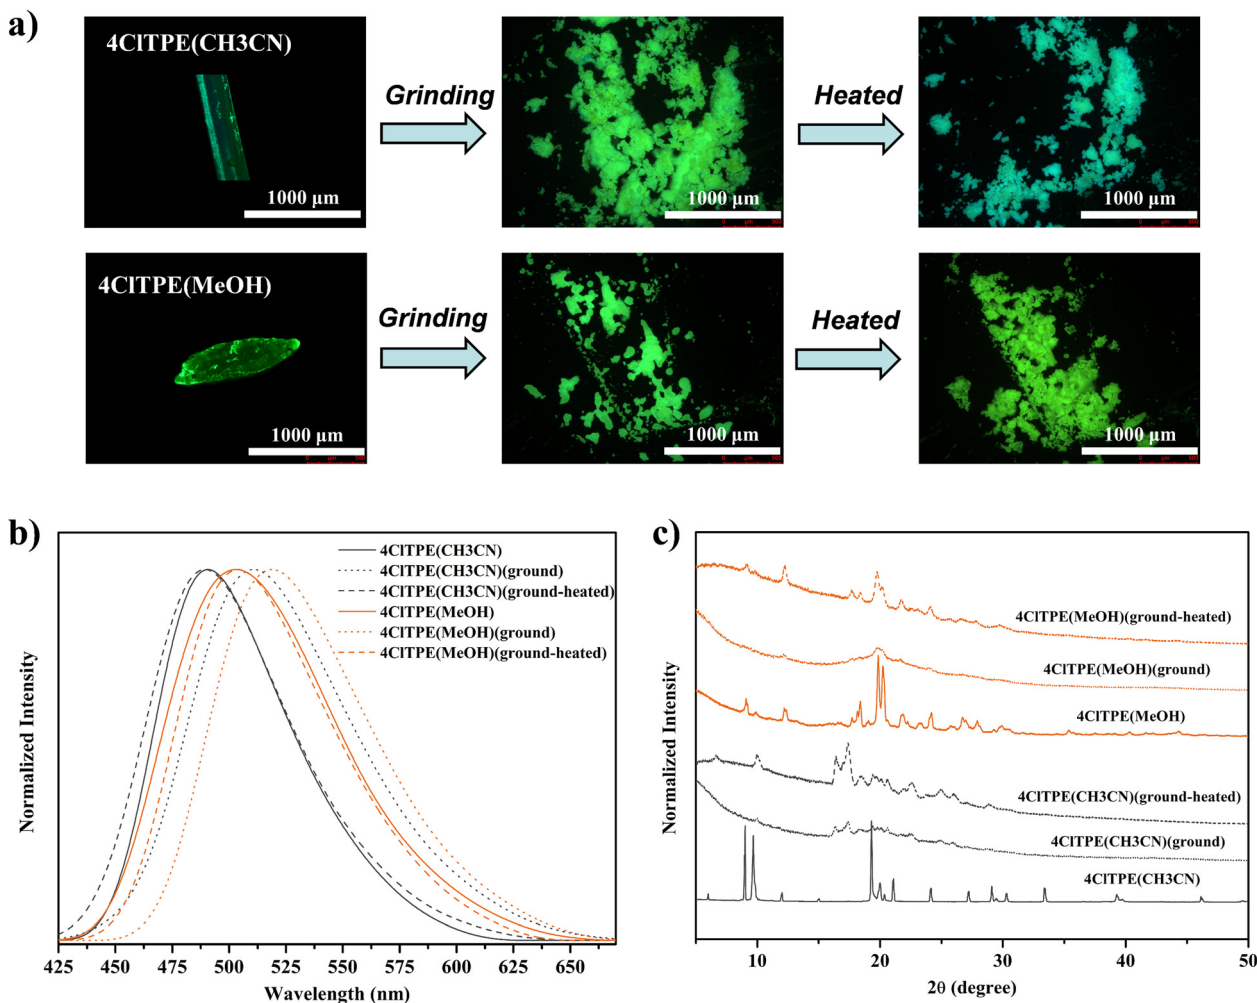 a)
4ClTPE(CH3CN)
1000 μm
Grinding
1000 μm
Heated
1000 μm
4ClTPE(MeOH)
1000 μm
0 μm 500
Grinding
1000 μm
Heated
1000 μm
b)
4ClTPE(CH3CN)
4ClTPE(CH3CN)(ground)
4ClTPE(CH3CN)(ground-heated)
4ClTPE(MeOH)
4ClTPE(MeOH)(ground)
4ClTPE(MeOH)(ground-heated)
Normalized Intensity
425 450 475 500 525 550 575 600 625 650
Wavelength (nm)
c)
4ClTPE(MeOH)(ground-heated)
4ClTPE(MeOH)(ground)
4ClTPE(MeOH)
4ClTPE(CH3CN)(ground-heated)
4ClTPE(CH3CN)(ground)
4ClTPE(CH3CN)
Normalized Intensity
10 20 30 40 50
2θ (degree)